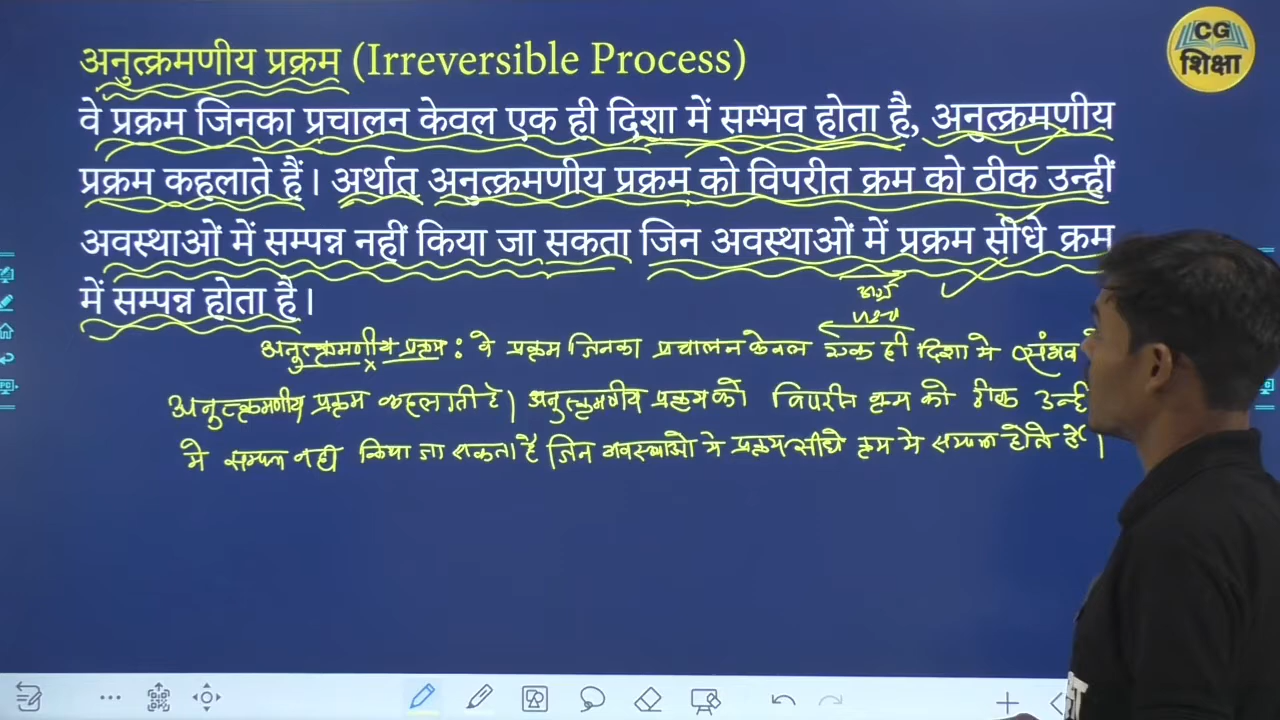 CG
शिक्षा
अनुत्क्रमणीय प्रक्रम (Irreversible Process)
वे प्रक्रम जिनका प्रचालन केवल एक ही दिशा में सम्भव होता है, अनुत्क्रमणीय
प्रक्रम कहलाते हैं। अर्थात् अनुत्क्रमणीय प्रक्रम को विपरीत क्रम को ठीक उन्हीं
अवस्थाओं में सम्पन्न नहीं किया जा सकता जिन अवस्थाओं में प्रक्रम सीधे क्रम
में सम्पन्न होता है।
अनुत्क्रमणीय प्रक्रम : वे प्रक्रम जिनका प्रचालन केवल एक ही दिशा मे संभव
अनुत्क्रमणीय प्रक्रम कहलाती है। अनुत्क्रमणीय प्रक्रम को विपरीत क्रम को ठीक उन्ही
मे सम्पन्न नही किया जा सकता है जिन अवस्थाओ मे प्रक्रम सीधे क्रम मे सम्पन्न होते है।